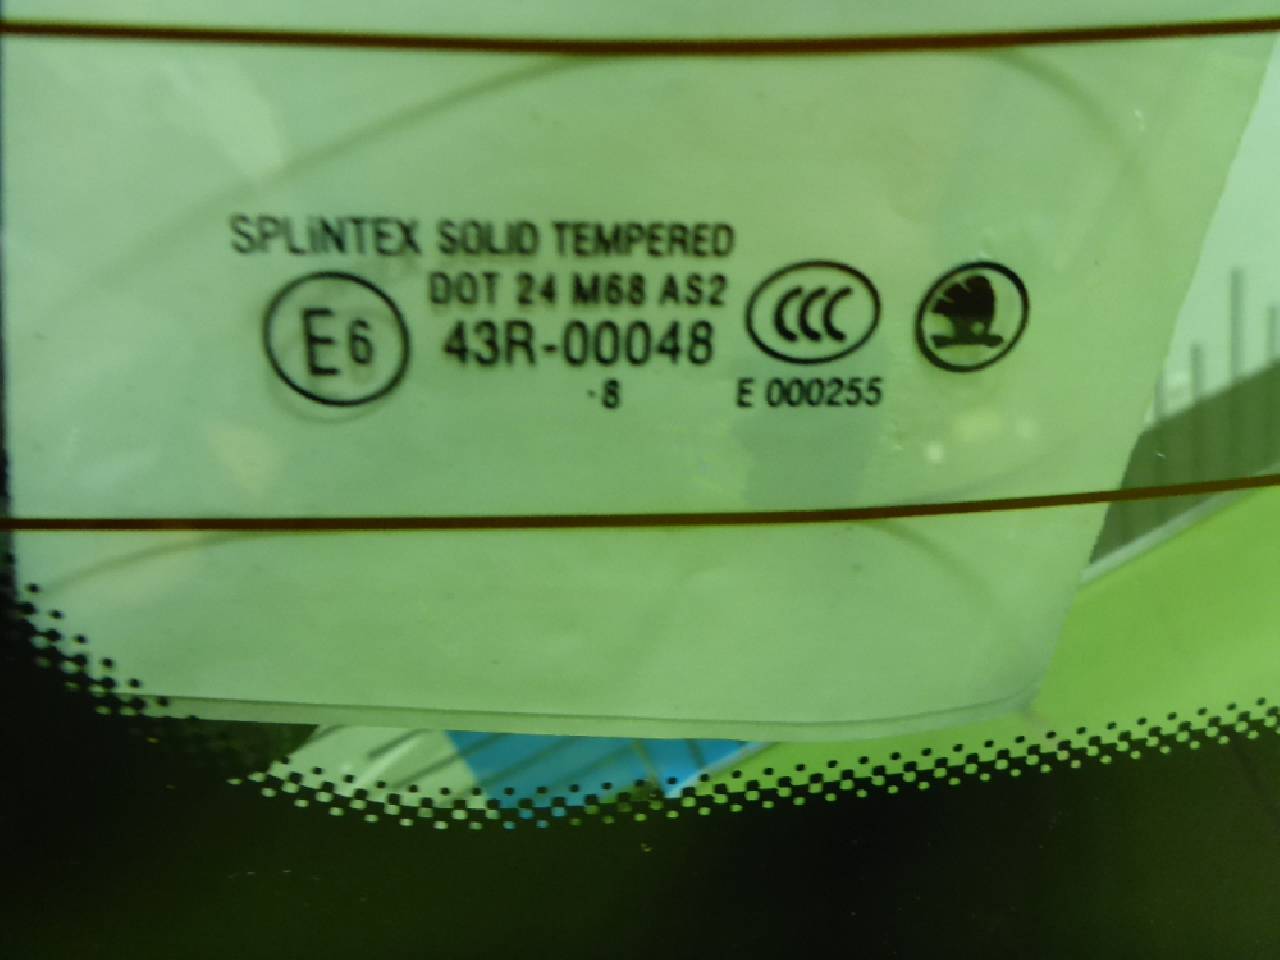 SPLiNTEX SOLID TEMPERED
DOT 24 M68 AS2
E6 43R-00048 CCC
·8 E 000255